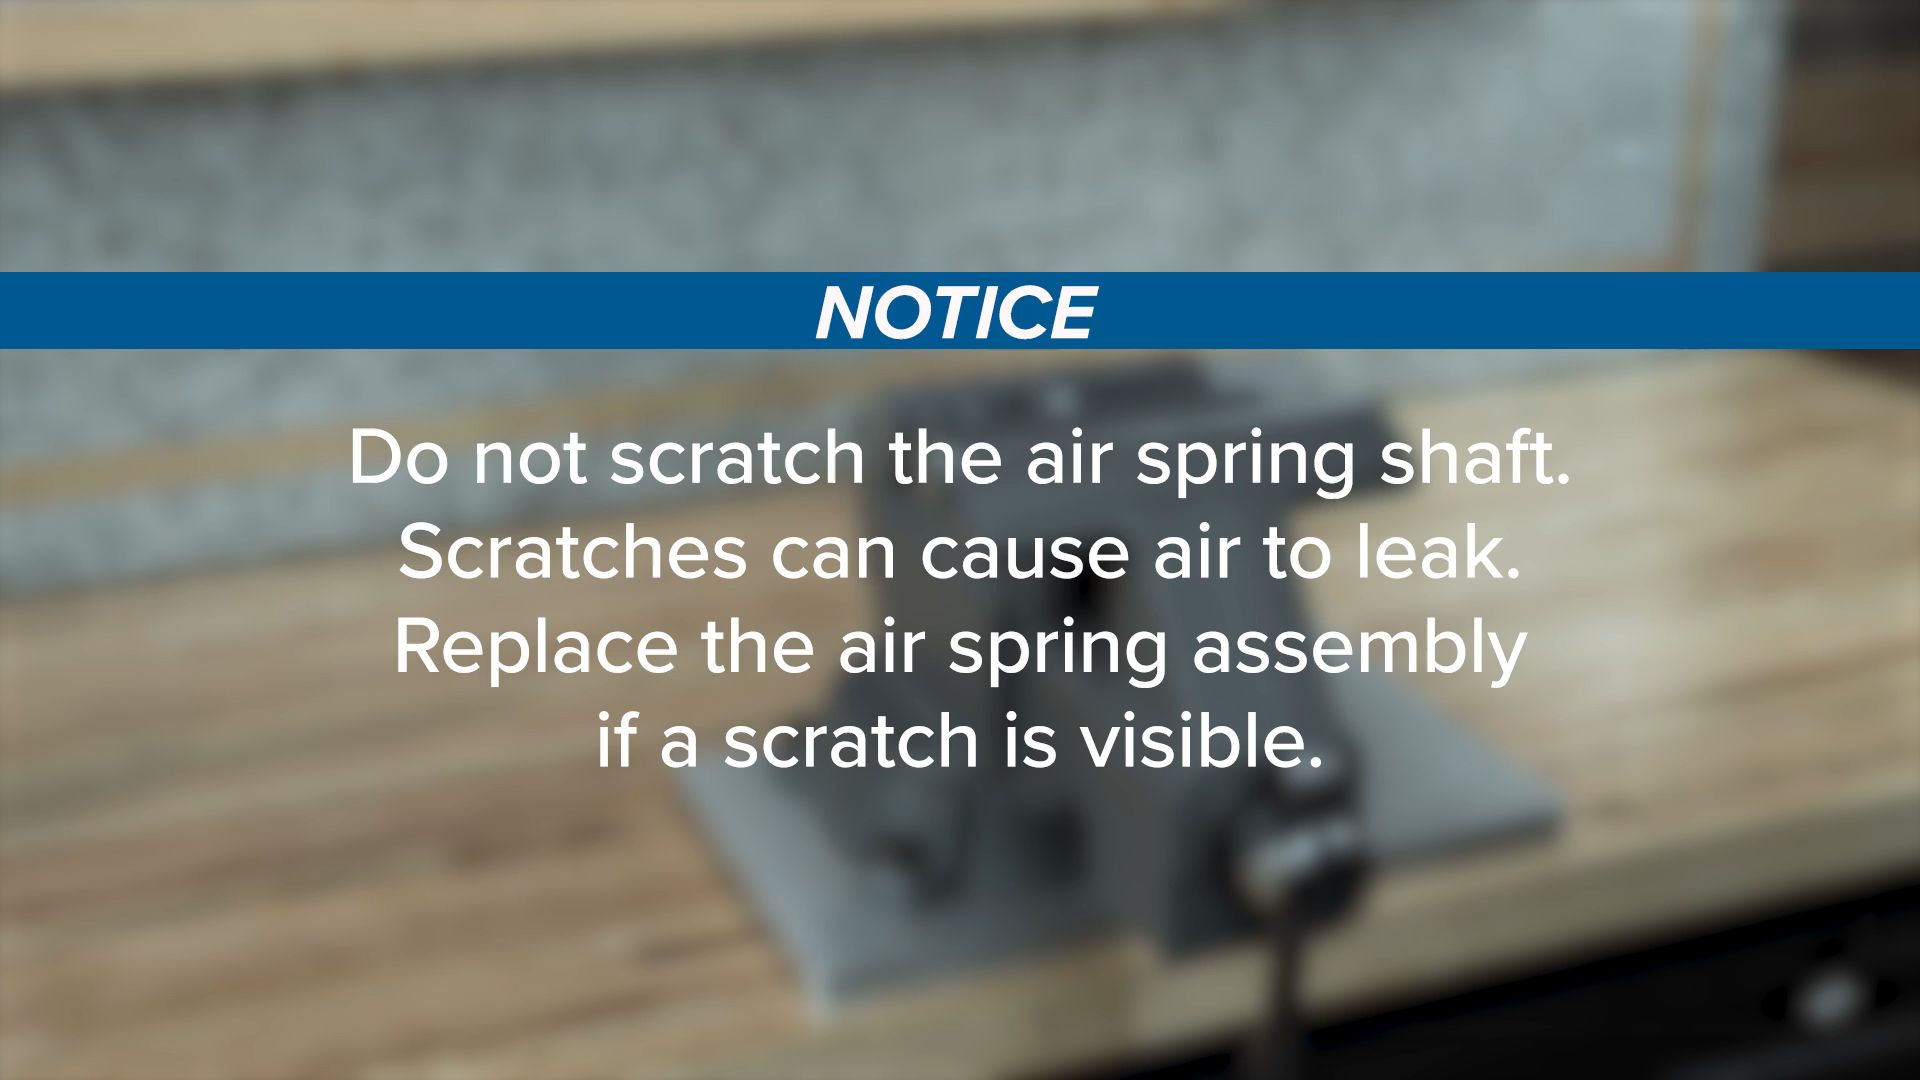 NOTICE
Do not scratch the air spring shaft.
Scratches can cause air to leak.
Replace the air spring assembly
if a scratch is visible.